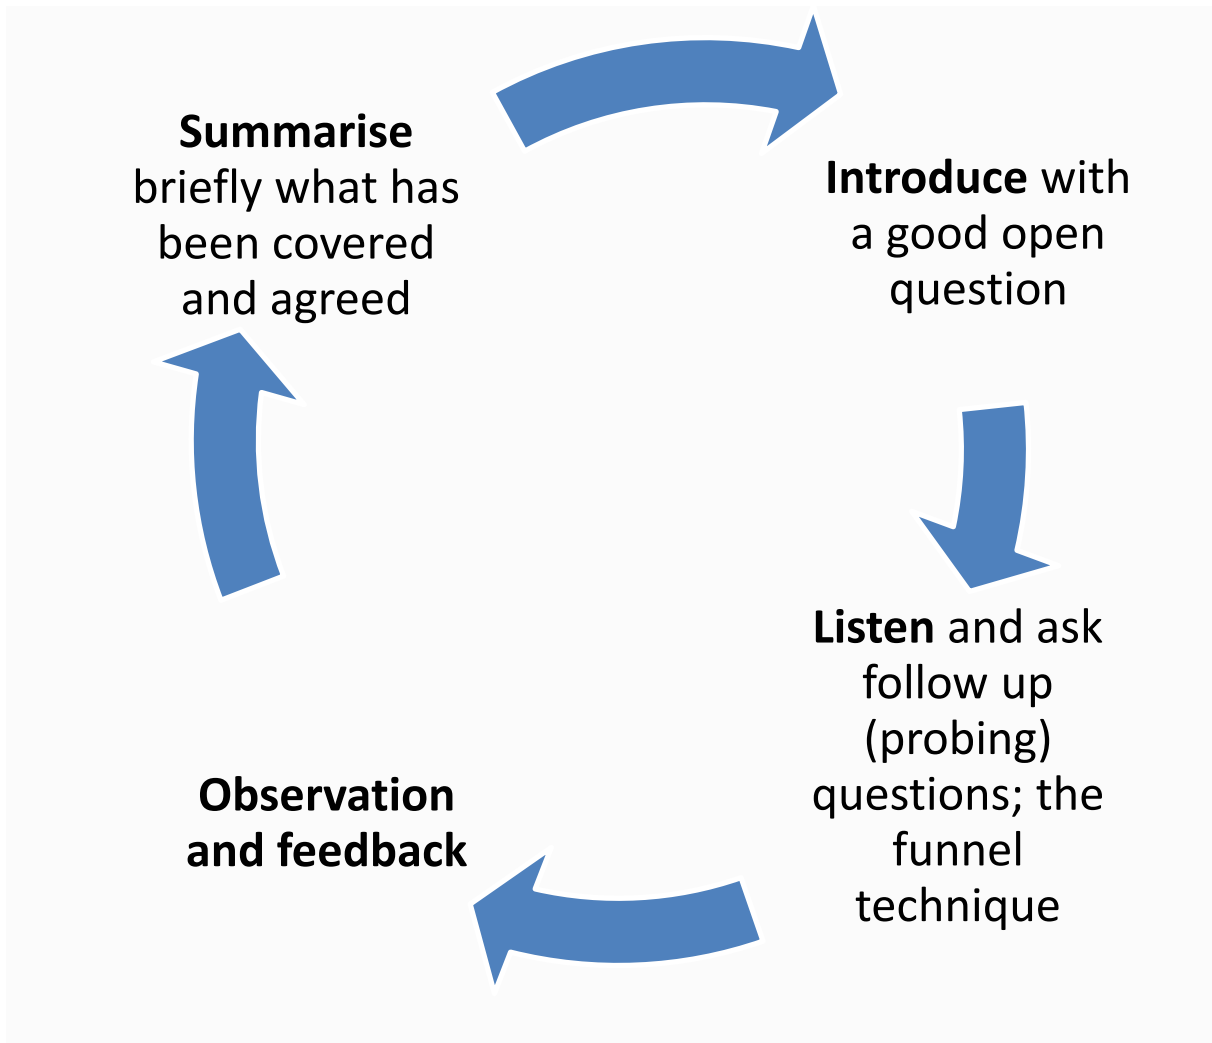 Summarise
briefly what has
been covered
and agreed
Introduce with
a good open
question
Listen and ask
follow up
(probing)
questions; the
funnel
technique
Observation
and feedback